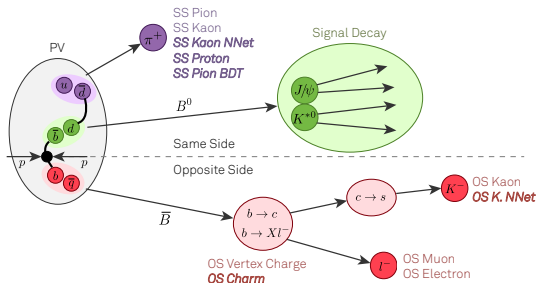 SS Pion
SS Kaon
SS Kaon NNet
SS Proton
SS Pion BDT
π⁺
PV
Signal Decay
u
d̅
J/ψ
K*⁰
B⁰
b̅
d
Same Side
p
p
Opposite Side
b
q̅
B̅
b → c
b → Xl⁻
c → s
K⁻
OS Kaon
OS K. NNet
OS Vertex Charge
OS Charm
l⁻
OS Muon
OS Electron